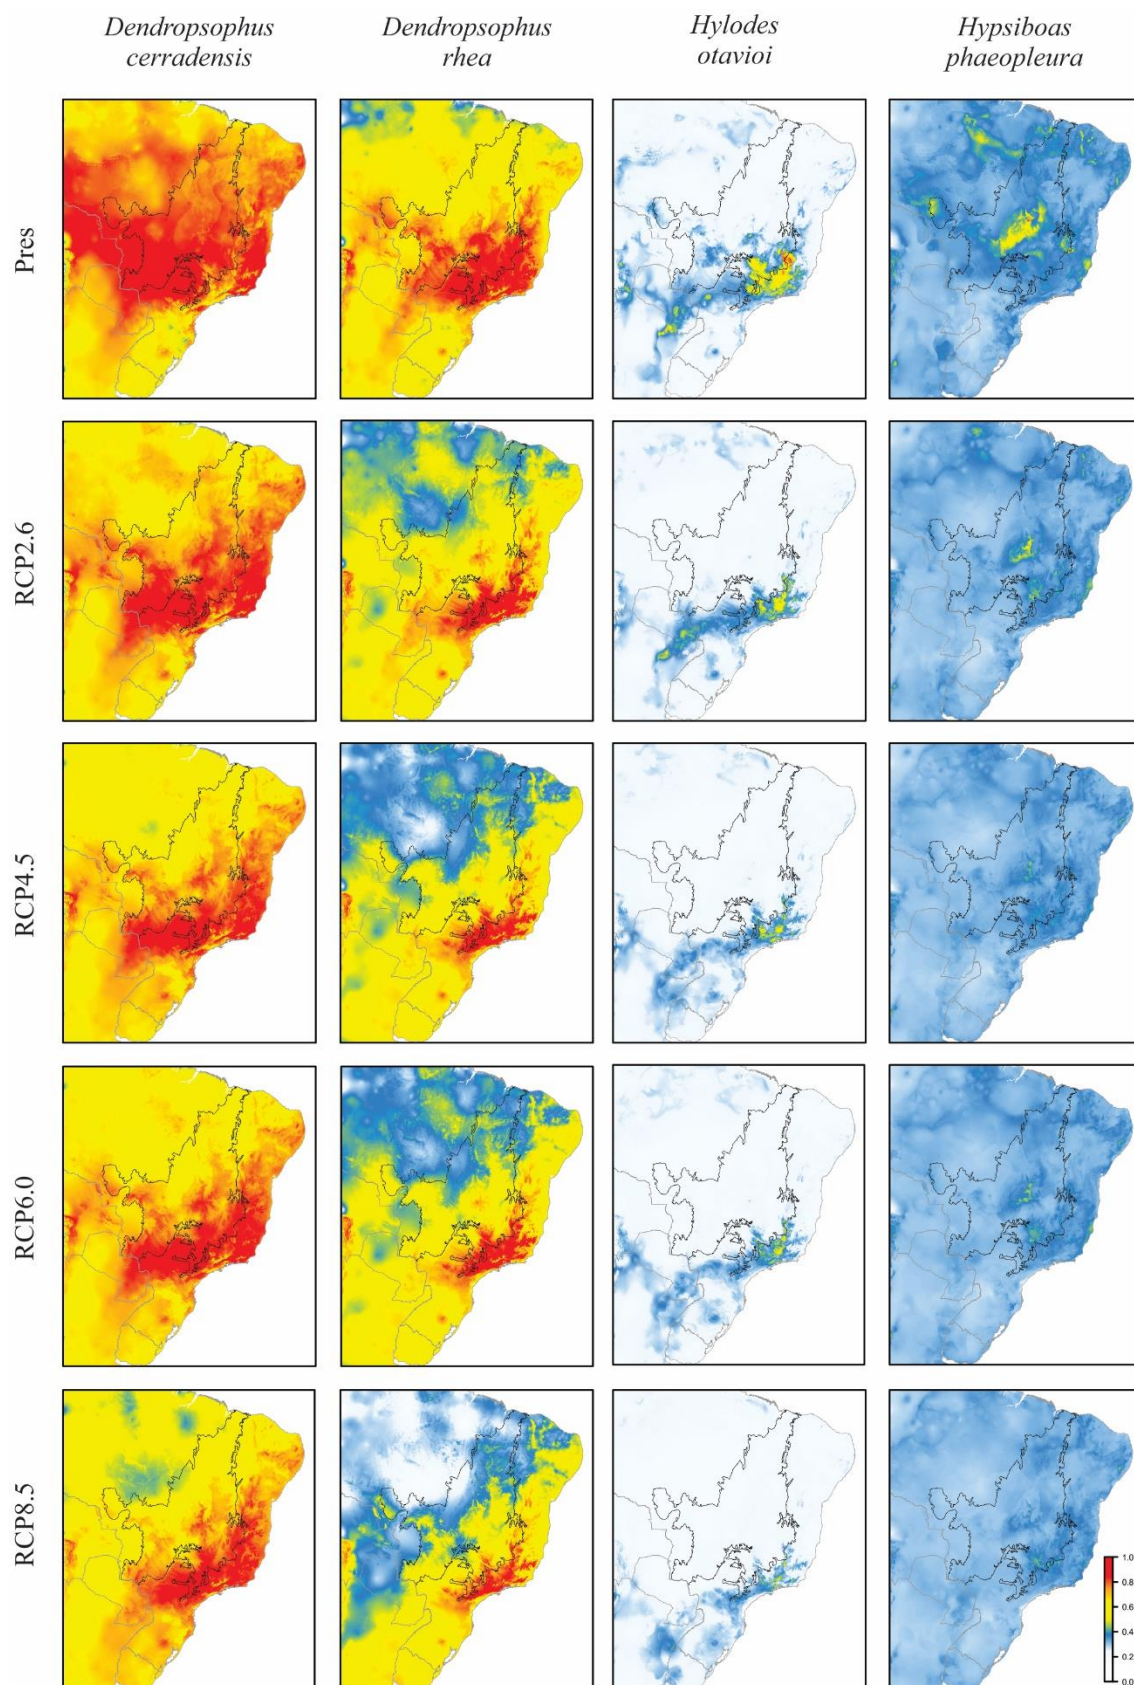 Dendropsophus
cerradensis
Dendropsophus
rhea
Hylodes
otavioi
Hypsiboas
phaeopleura
Pres
RCP2.6
RCP4.5
RCP6.0
RCP8.5
1.0
0.8
0.6
0.4
0.2
0.0